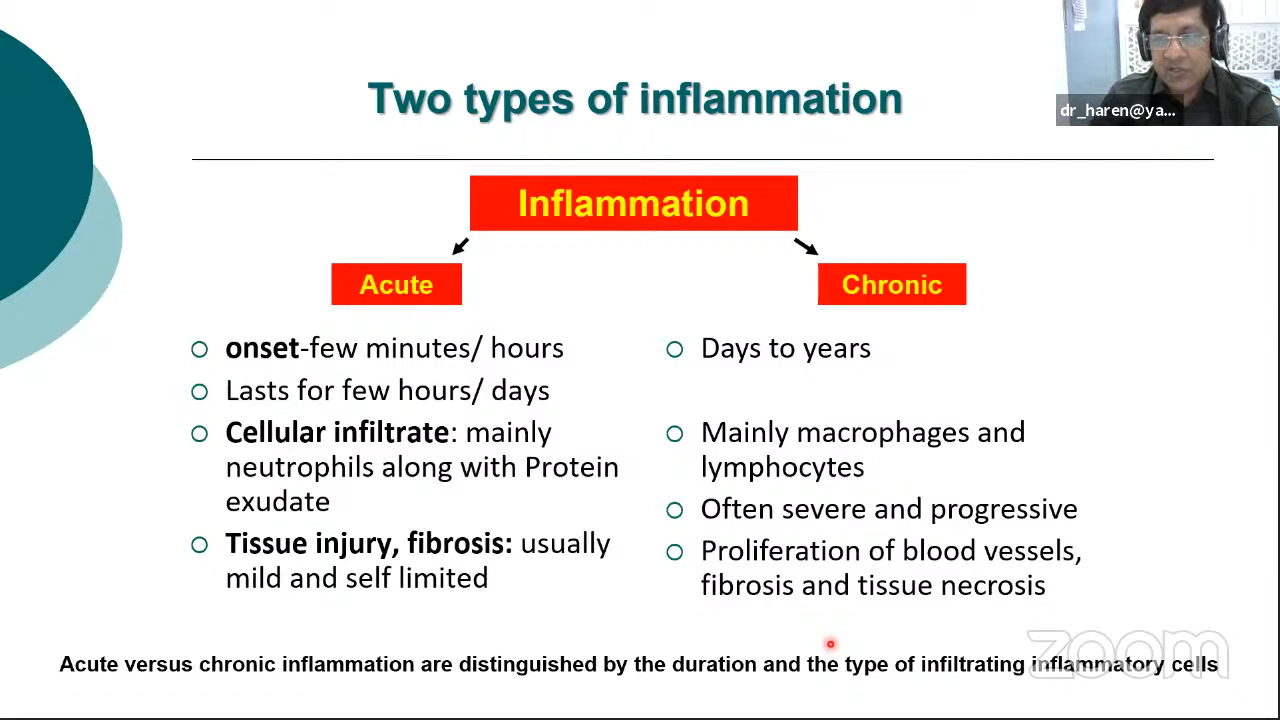 Two types of inflammation
dr_haren@ya...
Inflammation
Acute
Chronic
onset-few minutes/ hours
Lasts for few hours/ days
Cellular infiltrate: mainly
neutrophils along with Protein
exudate
Tissue injury, fibrosis: usually
mild and self limited
Days to years
Mainly macrophages and
lymphocytes
Often severe and progressive
Proliferation of blood vessels,
fibrosis and tissue necrosis
Acute versus chronic inflammation are distinguished by the duration and the type of infiltrating inflammatory cells
zoom